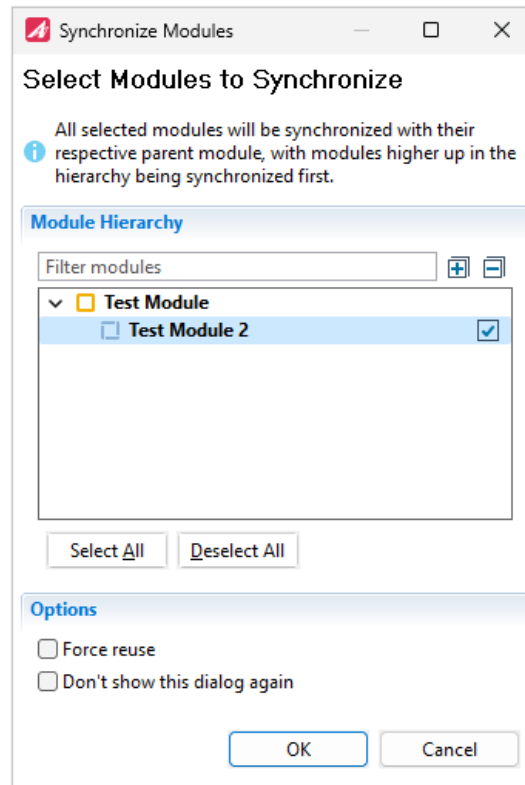 Synchronize Modules
Select Modules to Synchronize
All selected modules will be synchronized with their
respective parent module, with modules higher up in the
hierarchy being synchronized first.
Module Hierarchy
Filter modules
Test Module
Test Module 2
Select All
Deselect All
Options
Force reuse
Don't show this dialog again
OK
Cancel